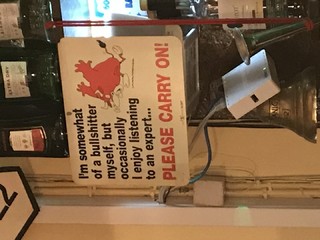 I'm somewhat
of a bullshitter
myself, but
occasionally
I enjoy listening
to an expert...
PLEASE CARRY ON!